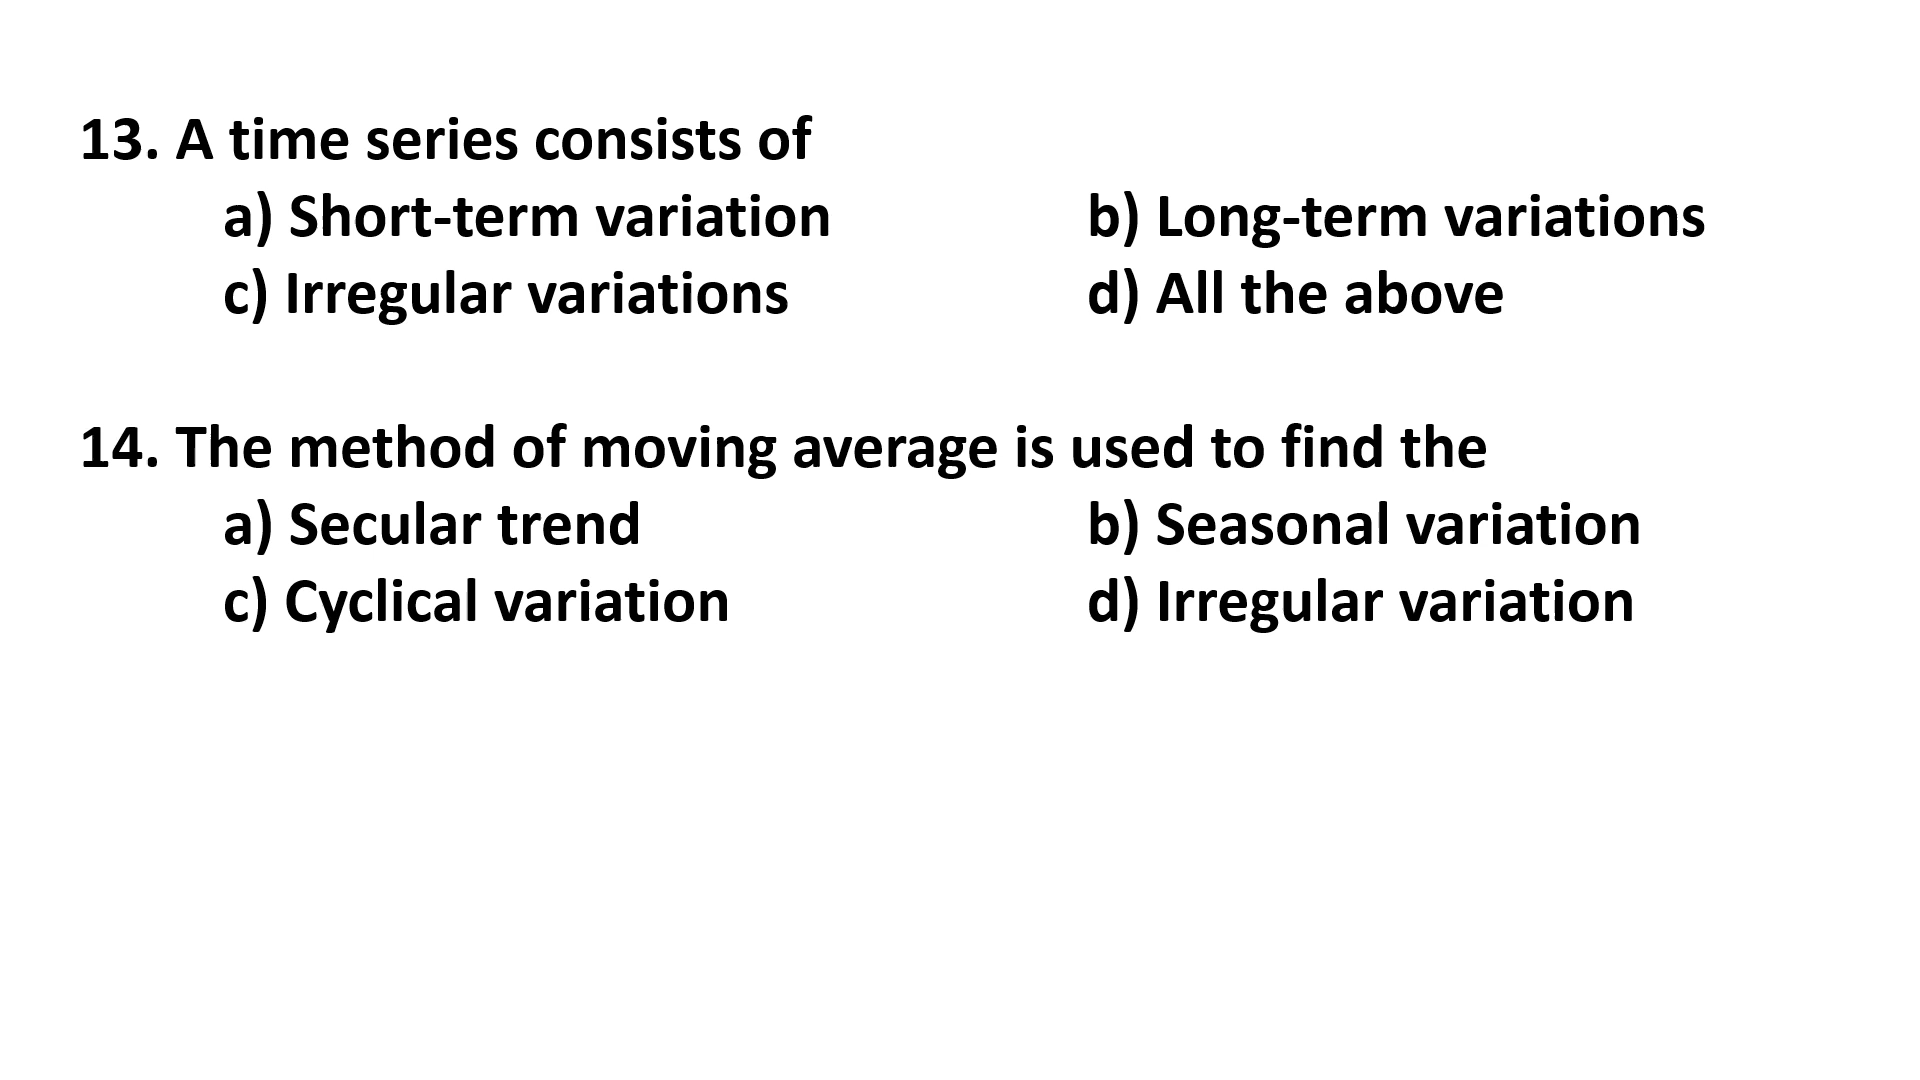 13. A time series consists of
a) Short-term variation b) Long-term variations
c) Irregular variations d) All the above
14. The method of moving average is used to find the
a) Secular trend b) Seasonal variation
c) Cyclical variation d) Irregular variation